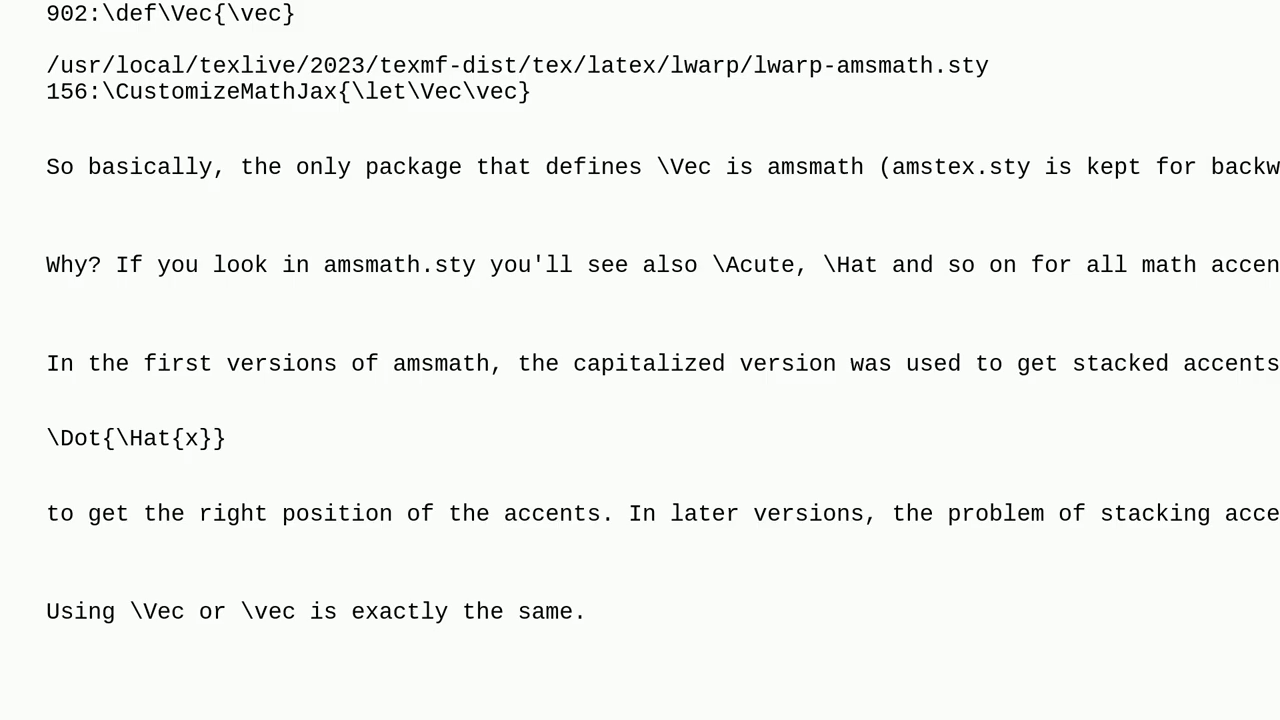 902:\def\Vec{\vec}
/usr/local/texlive/2023/texmf-dist/tex/latex/lwarp/lwarp-amsmath.sty
156:\CustomizeMathJax{\let\Vec\vec}
So basically, the only package that defines \Vec is amsmath (amstex.sty is kept for
Why? If you look in amsmath.sty you'll see also \Acute, \Hat and so on for all math
In the first versions of amsmath, the capitalized version was used to get stacked accents
\Dot{\Hat{x}}
to get the right position of the accents. In later versions, the problem of stacking
Using \Vec or \vec is exactly the same.